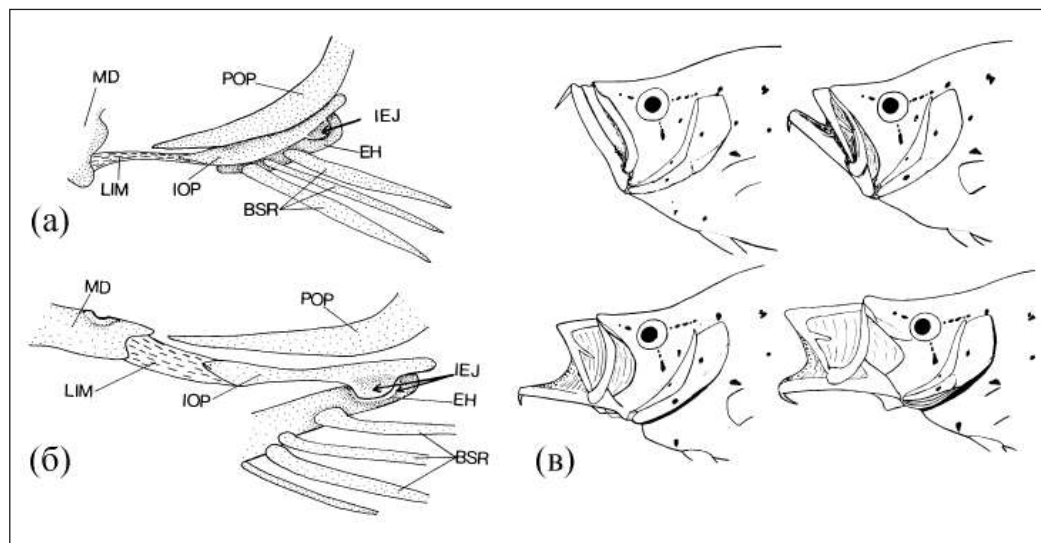 MD
POP
IEJ
EH
LIM
IOP
BSR
(а)
MD
POP
IEJ
LIM
IOP
EH
BSR
(б)
(в)